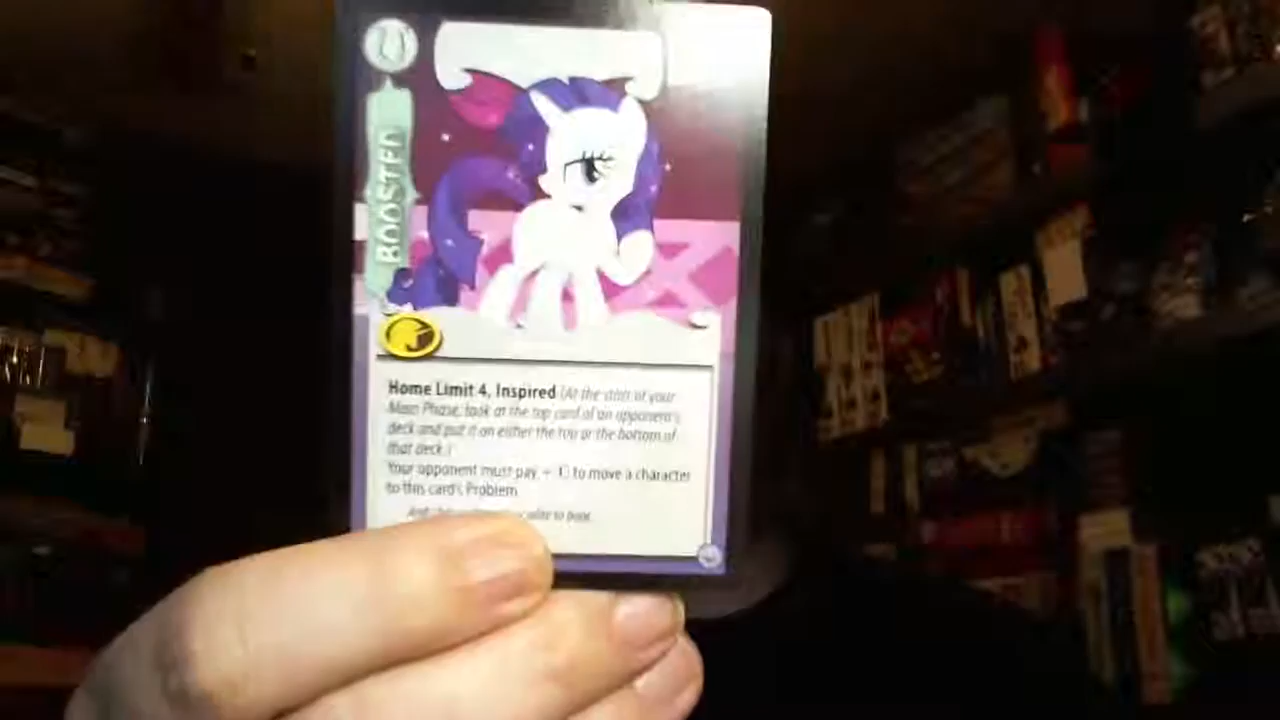 BOOSTED
Home Limit 4, Inspired (At the start of your
Main Phase, look at the top card of an opponent's
deck and put it on either the top or the bottom of
that deck.)
Your opponent must pay + 1 to move a character
to this card's Problem.
to boot.